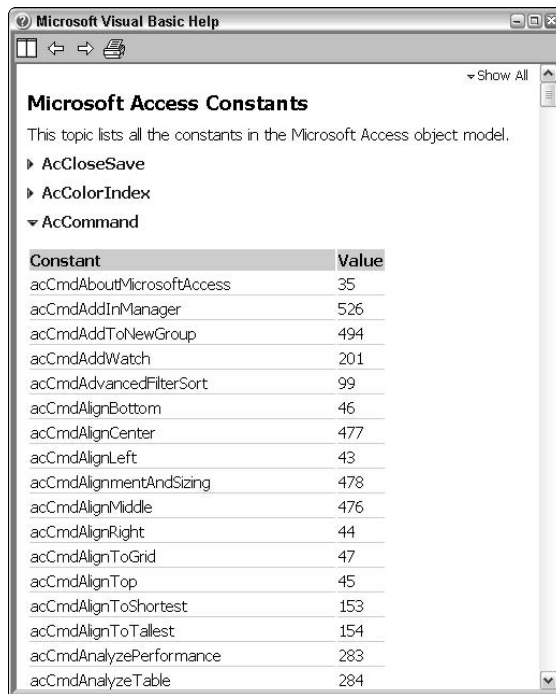 Microsoft Visual Basic Help
Show All
Microsoft Access Constants
This topic lists all the constants in the Microsoft Access object model.
AcCloseSave
AcColorIndex
AcCommand
Constant Value
acCmdAboutMicrosoftAccess 35
acCmdAddInManager 526
acCmdAddToNewGroup 494
acCmdAddWatch 201
acCmdAdvancedFilterSort 99
acCmdAlignBottom 46
acCmdAlignCenter 477
acCmdAlignLeft 43
acCmdAlignmentAndSizing 478
acCmdAlignMiddle 476
acCmdAlignRight 44
acCmdAlignToGrid 47
acCmdAlignTop 45
acCmdAlignToShortest 153
acCmdAlignToTallest 154
acCmdAnalyzePerformance 283
acCmdAnalyzeTable 284